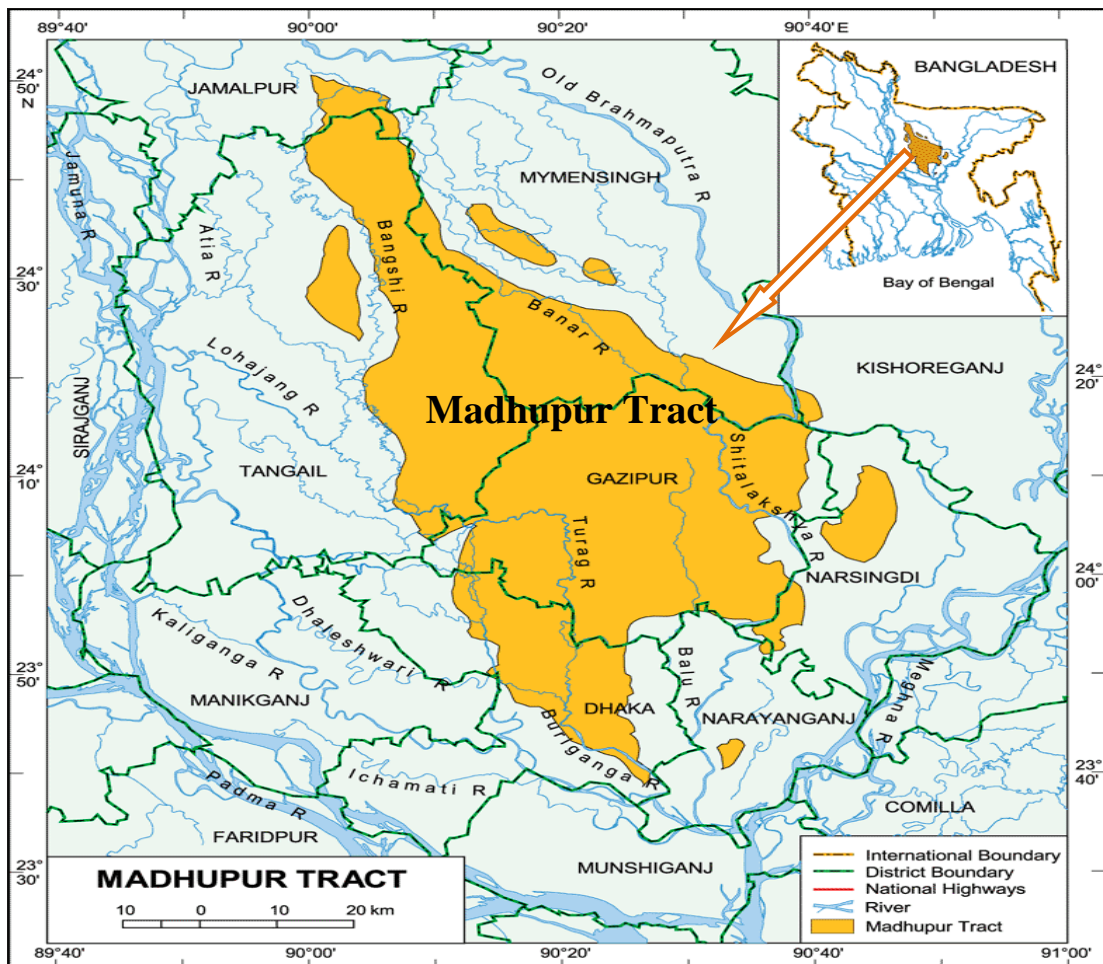 89°40'
90°00'
90°20'
90°40' E
91°00'
24°
50'
N
24°
30'
24°
10'
23°
50'
23°
30'
24°
20'
24°
00'
23°
40'
JAMALPUR
Old Brahmaputra R
MYMENSINGH
Jamuna R
Atia R
Bangshi R
Banar R
Lohajang R
SIRAJGANJ
TANGAIL
Madhupur Tract
GAZIPUR
Shitalakshya R
Turag R
KISHOREGANJ
NARSINGDI
Dhaleshwari R
Kaliganga R
MANIKGANJ
DHAKA
Balu R
NARAYANGANJ
Meghna R
Buriganga R
Ichamati R
Padma R
FARIDPUR
COMILLA
MUNSHIGANJ
BANGLADESH
Bay of Bengal
MADHUPUR TRACT
10 0 10 20 km
International Boundary
District Boundary
National Highways
River
Madhupur Tract
89°40'
90°00'
90°20'
90°40'
91°00'